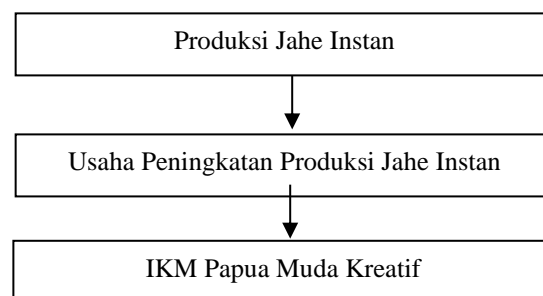 Produksi Jahe Instan
Usaha Peningkatan Produksi Jahe Instan
IKM Papua Muda Kreatif